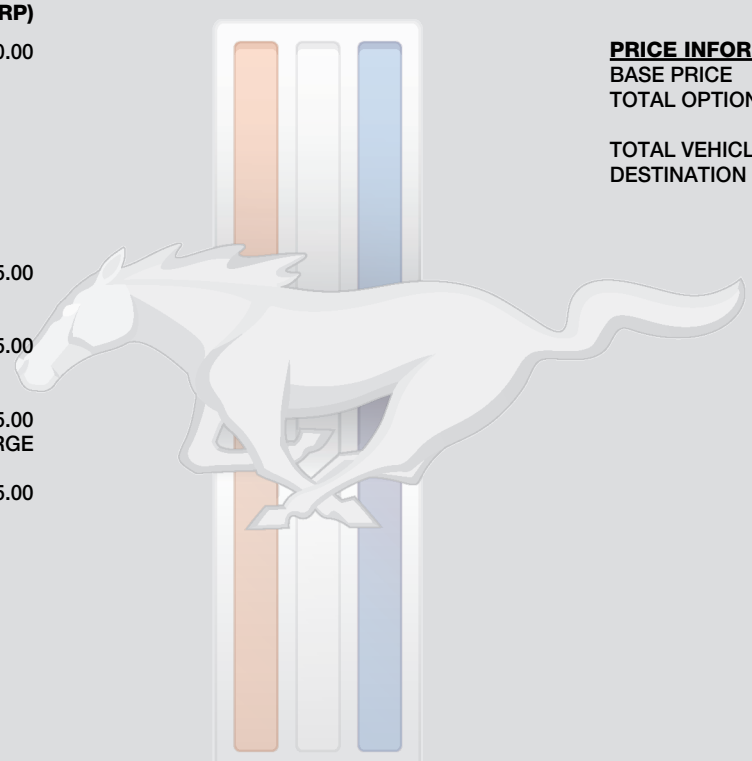 RP)
0.00
5.00
5.00
5.00
RGE
5.00
PRICE INFOR
BASE PRICE
TOTAL OPTION
TOTAL VEHICL
DESTINATION